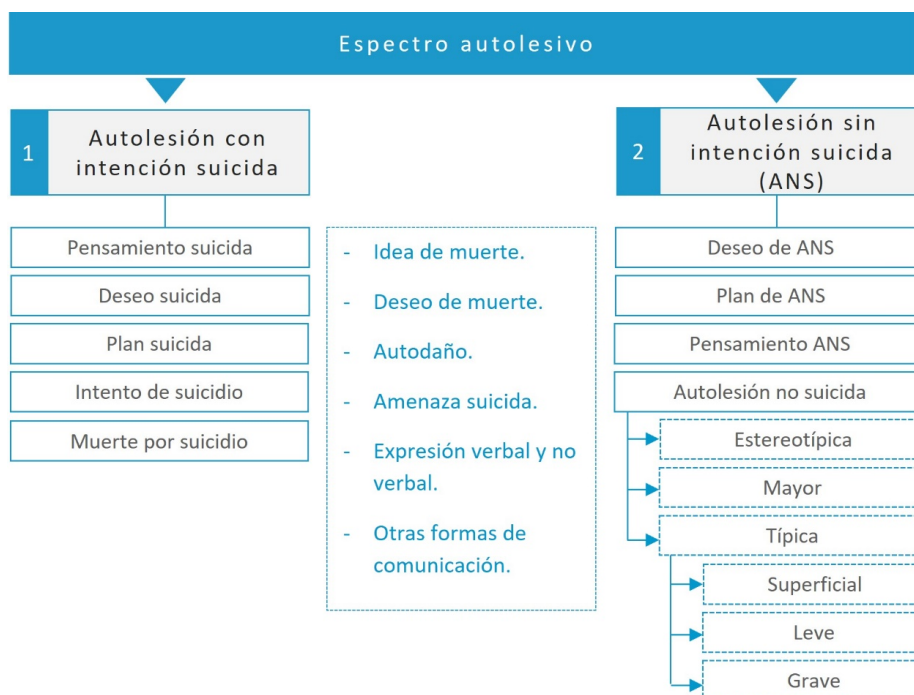 Espectro autolesivo
1
Autolesión con
intención suicida
Pensamiento suicida
Deseo suicida
Plan suicida
Intento de suicidio
Muerte por suicidio
- Idea de muerte.
- Deseo de muerte.
- Autodaño.
- Amenaza suicida.
- Expresión verbal y no
verbal.
- Otras formas de
comunicación.
2
Autolesión sin
intención suicida
(ANS)
Deseo de ANS
Plan de ANS
Pensamiento ANS
Autolesión no suicida
Estereotípica
Mayor
Típica
Superficial
Leve
Grave